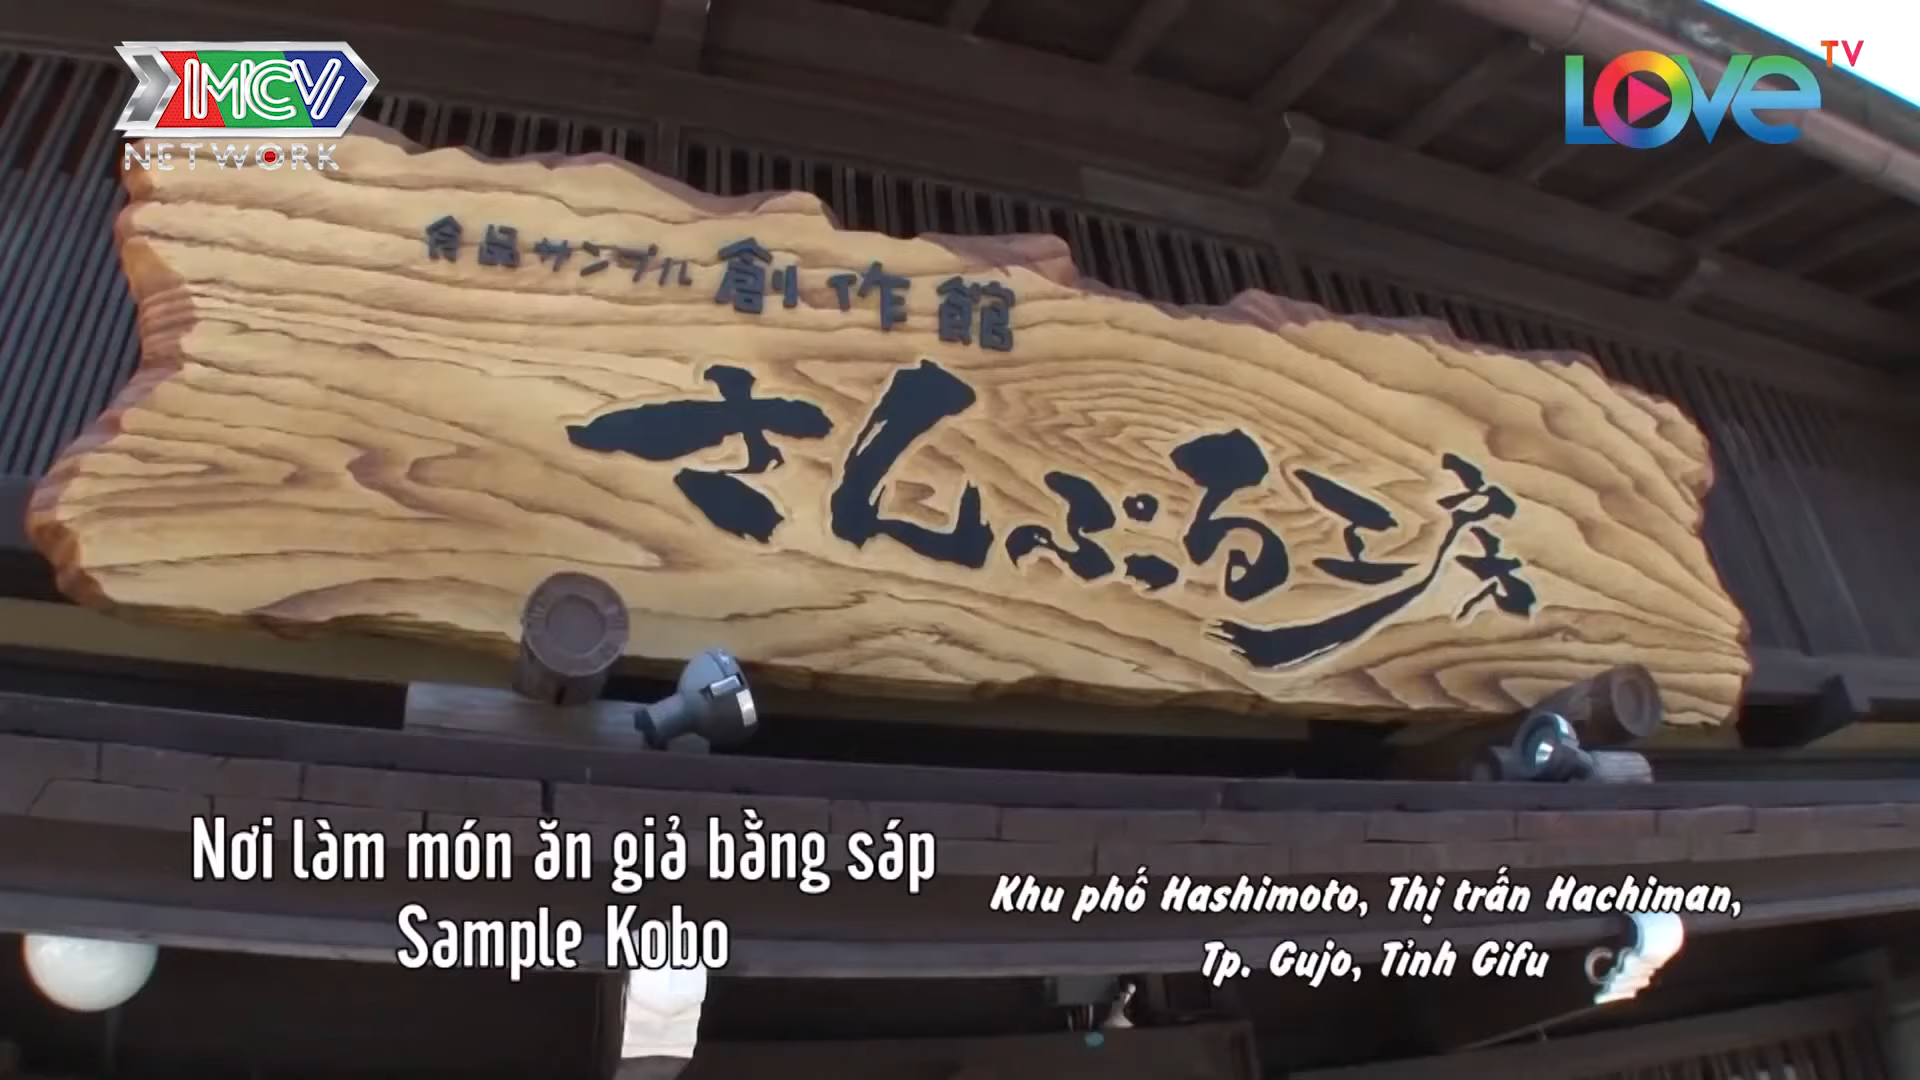 MCV
NETWORK
LOVE TV
食品サンプル 創作館
さんぷる工房
Nơi làm món ăn giả bằng sáp
Sample Kobo
Khu phố Hashimoto, Thị trấn Hachiman,
Tp. Gujo, Tỉnh Gifu